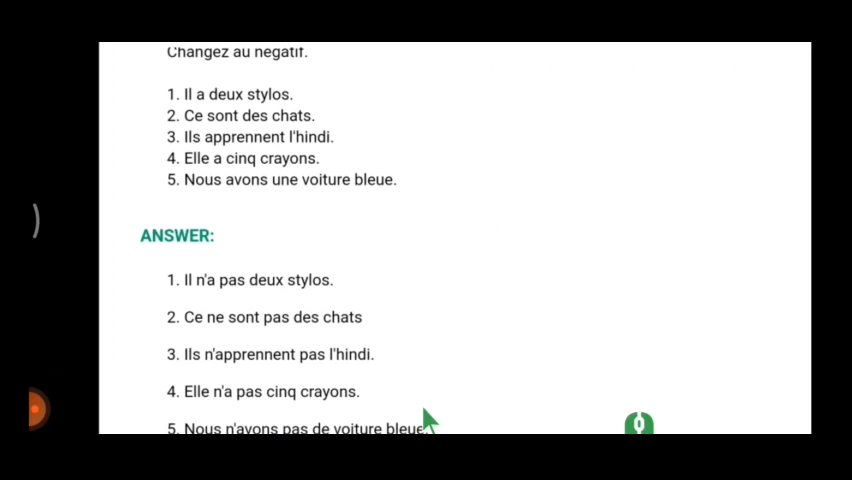 Changez au negatif.
1. Il a deux stylos.
2. Ce sont des chats.
3. Ils apprennent l'hindi.
4. Elle a cinq crayons.
5. Nous avons une voiture bleue.
ANSWER:
1. Il n'a pas deux stylos.
2. Ce ne sont pas des chats
3. Ils n'apprennent pas l'hindi.
4. Elle n'a pas cinq crayons.
5. Nous n'avons pas de voiture bleue.